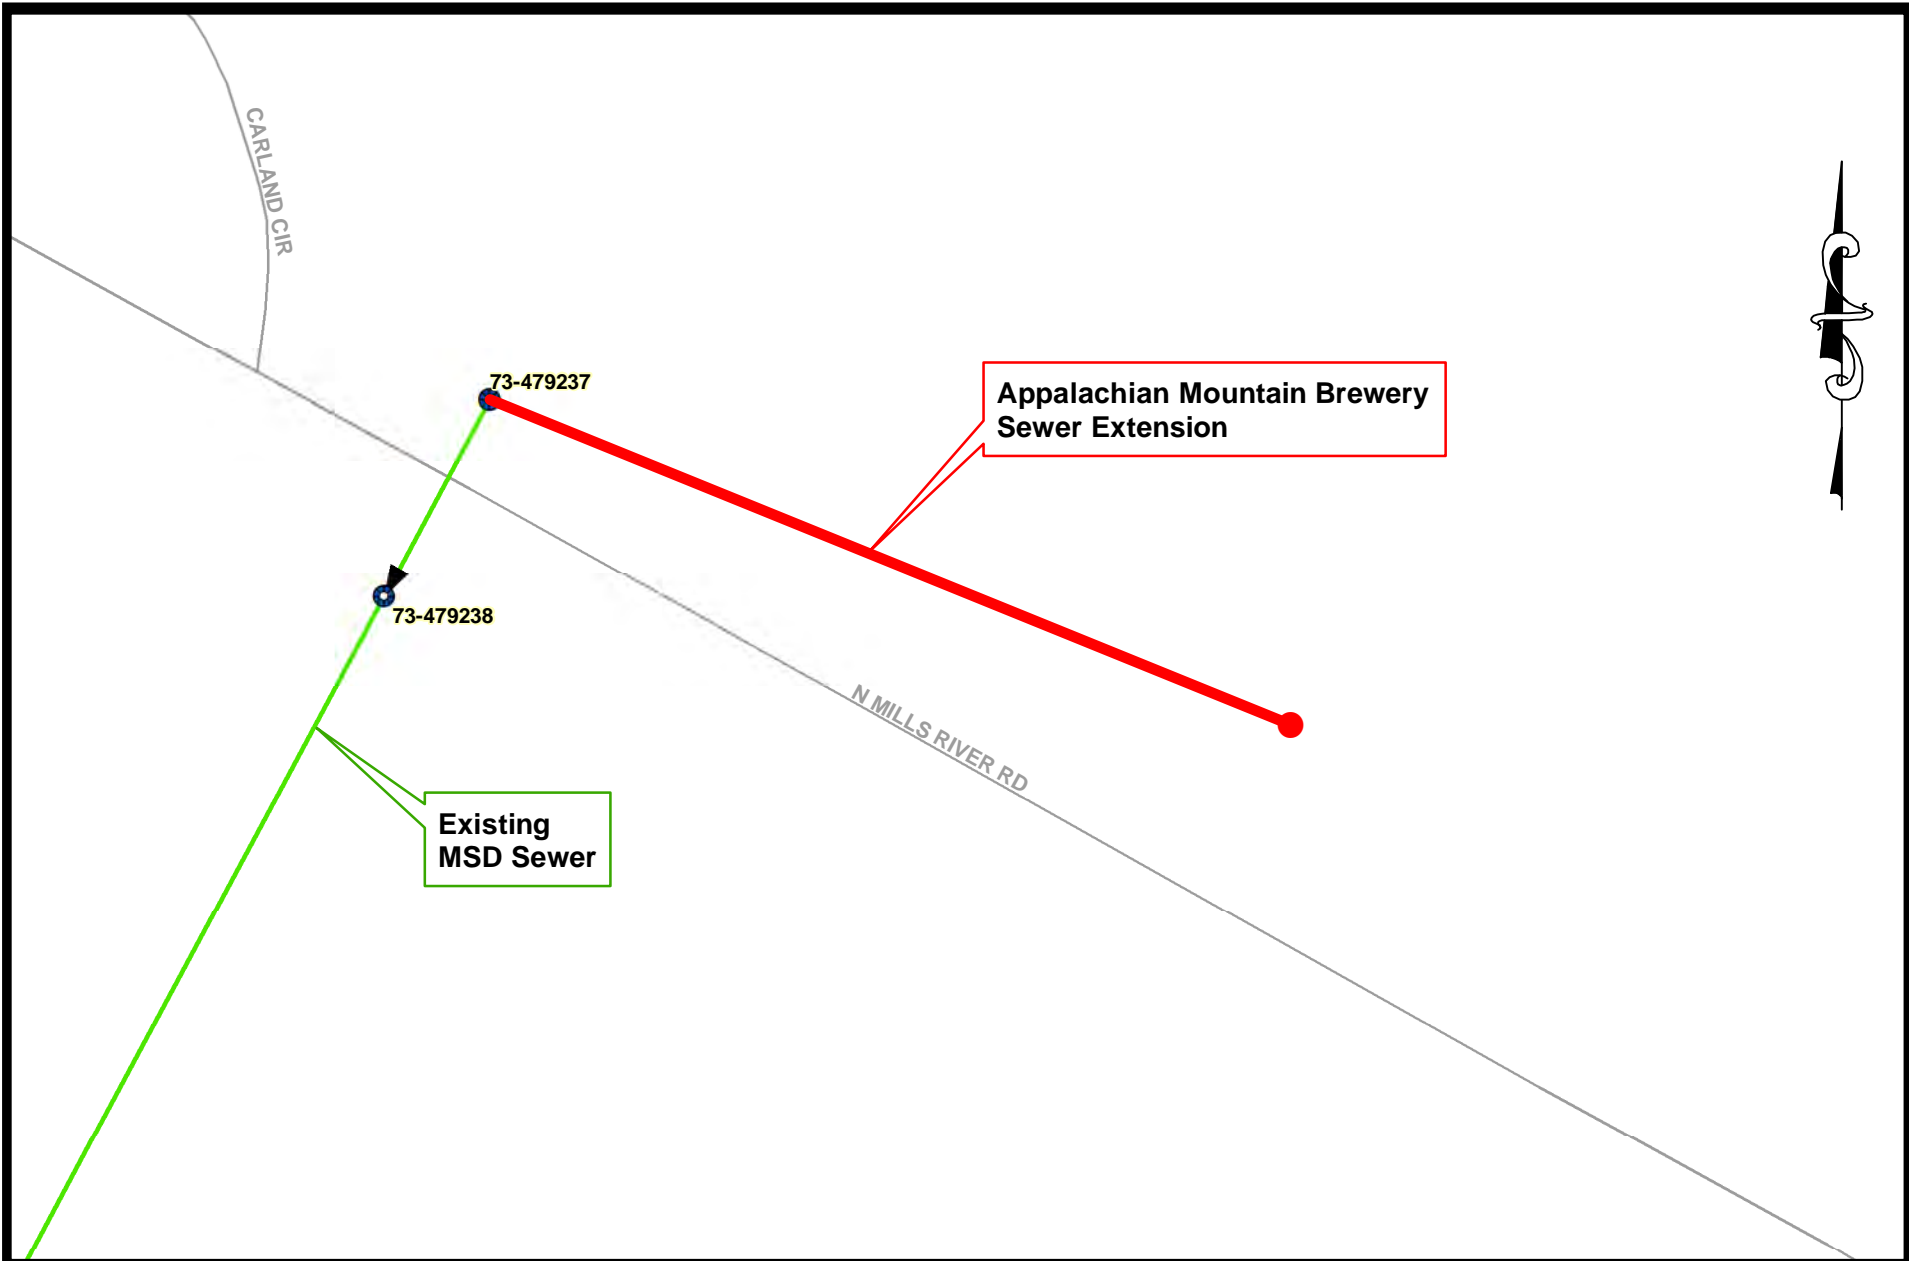 CARLAND CIR
73-479237
Appalachian Mountain Brewery
Sewer Extension
73-479238
N MILLS RIVER RD
Existing
MSD Sewer